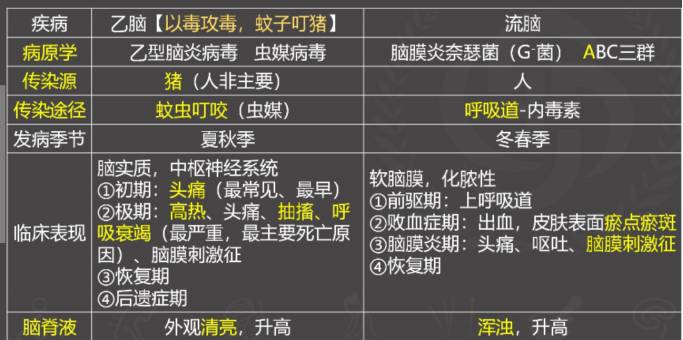 疾病 乙脑【以毒攻毒，蚊子叮猪】 流脑
病原学 乙型脑炎病毒 虫媒病毒 脑膜炎奈瑟菌（G⁻菌） ABC三群
传染源 猪（人非主要） 人
传染途径 蚊虫叮咬（虫媒） 呼吸道-内毒素
发病季节 夏秋季 冬春季
临床表现
脑实质，中枢神经系统
①初期：头痛（最常见、最早）
②极期：高热、头痛、抽搐、呼
吸衰竭（最严重，最主要死亡原
因）、脑膜刺激征
③恢复期
④后遗症期
软脑膜，化脓性
①前驱期：上呼吸道
②败血症期：出血，皮肤表面瘀点瘀斑
③脑膜炎期：头痛、呕吐、脑膜刺激征
④恢复期
脑脊液 外观清亮，升高 浑浊，升高